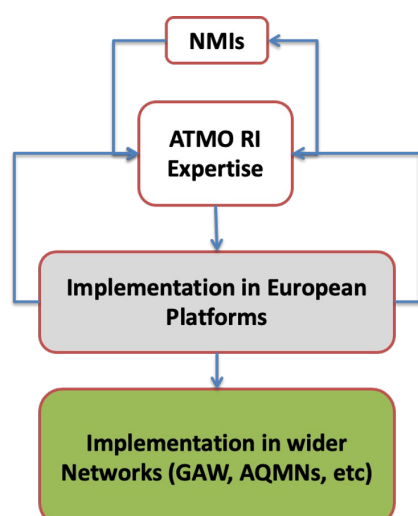 NMIs
ATMO RI
Expertise
Implementation in European
Platforms
Implementation in wider
Networks (GAW, AQMNs, etc)